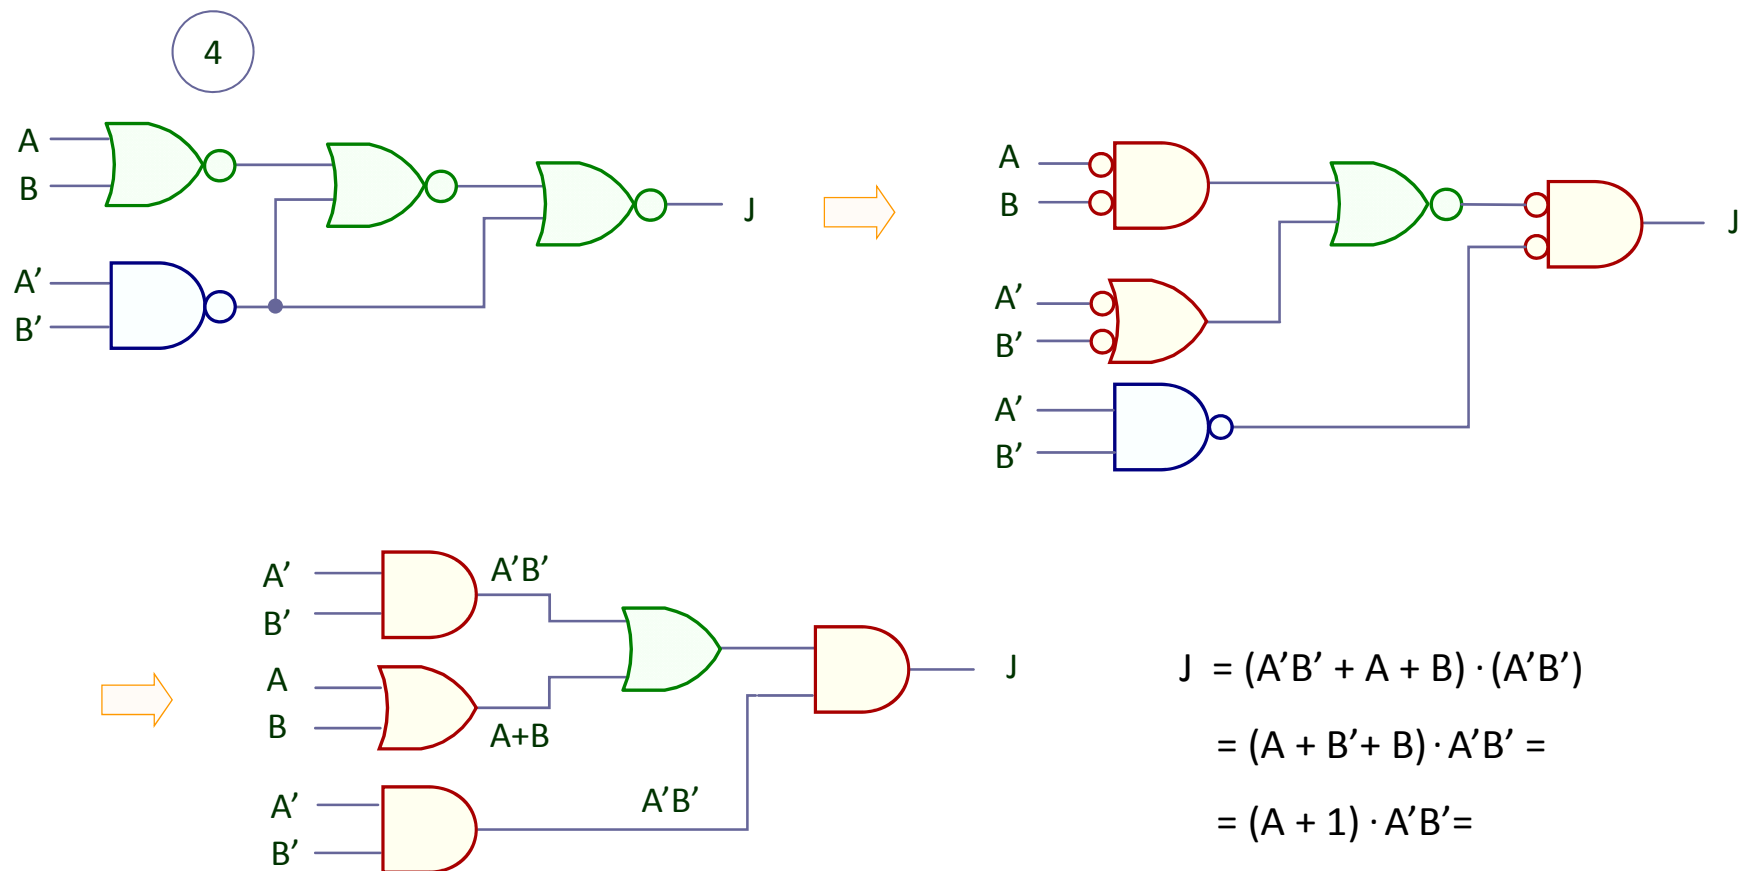 4
A
B
A’
B’
J
A
B
A’
B’
A’
B’
J
A’
B’
A’B’
A
B
A+B
A’
B’
A’B’
J
J = (A’B’ + A + B) · (A’B’)
= (A + B’+ B) · A’B’ =
= (A + 1) · A’B’=